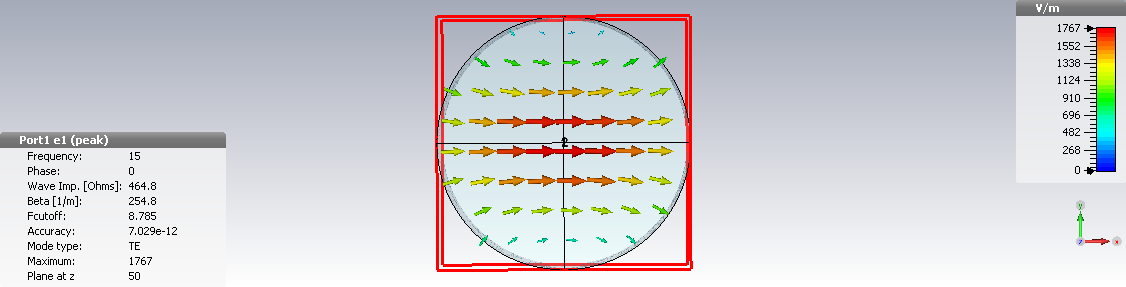 Port1 e1 (peak)
Frequency: 15
Phase: 0
Wave Imp. [Ohms]: 464.8
Beta [1/m]: 254.8
Fcutoff: 8.785
Accuracy: 7.029e-12
Mode type: TE
Maximum: 1767
Plane at z 50
2
V/m
1767
1552
1338
1124
910
696
482
268
0
y
z
x